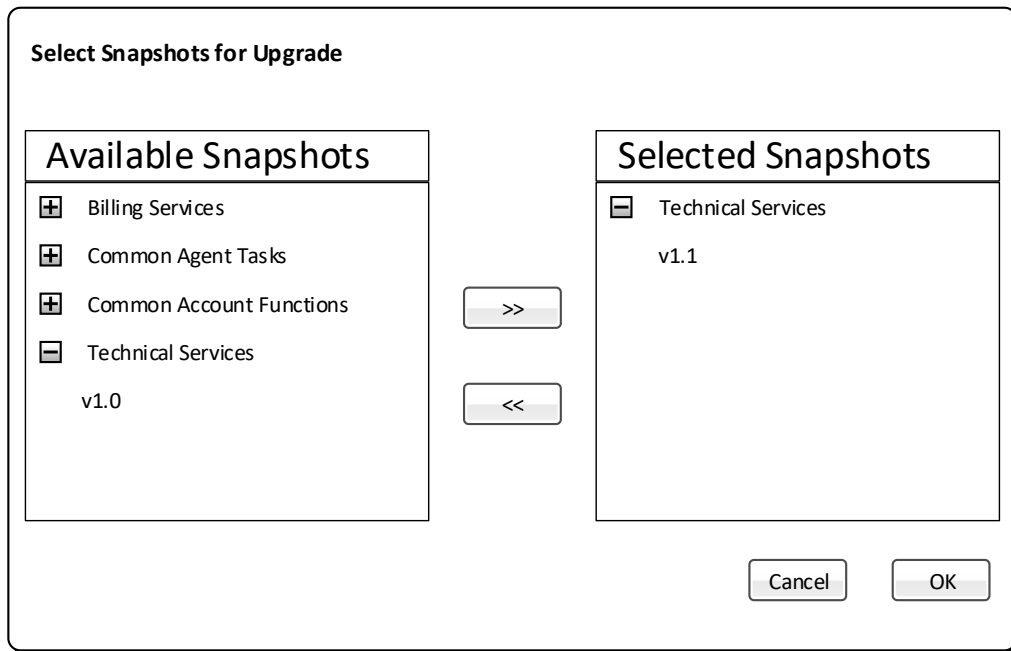 Select Snapshots for Upgrade
Available Snapshots
Billing Services
Common Agent Tasks
Common Account Functions
Technical Services
v1.0
>>
<<
Selected Snapshots
Technical Services
v1.1
Cancel
OK